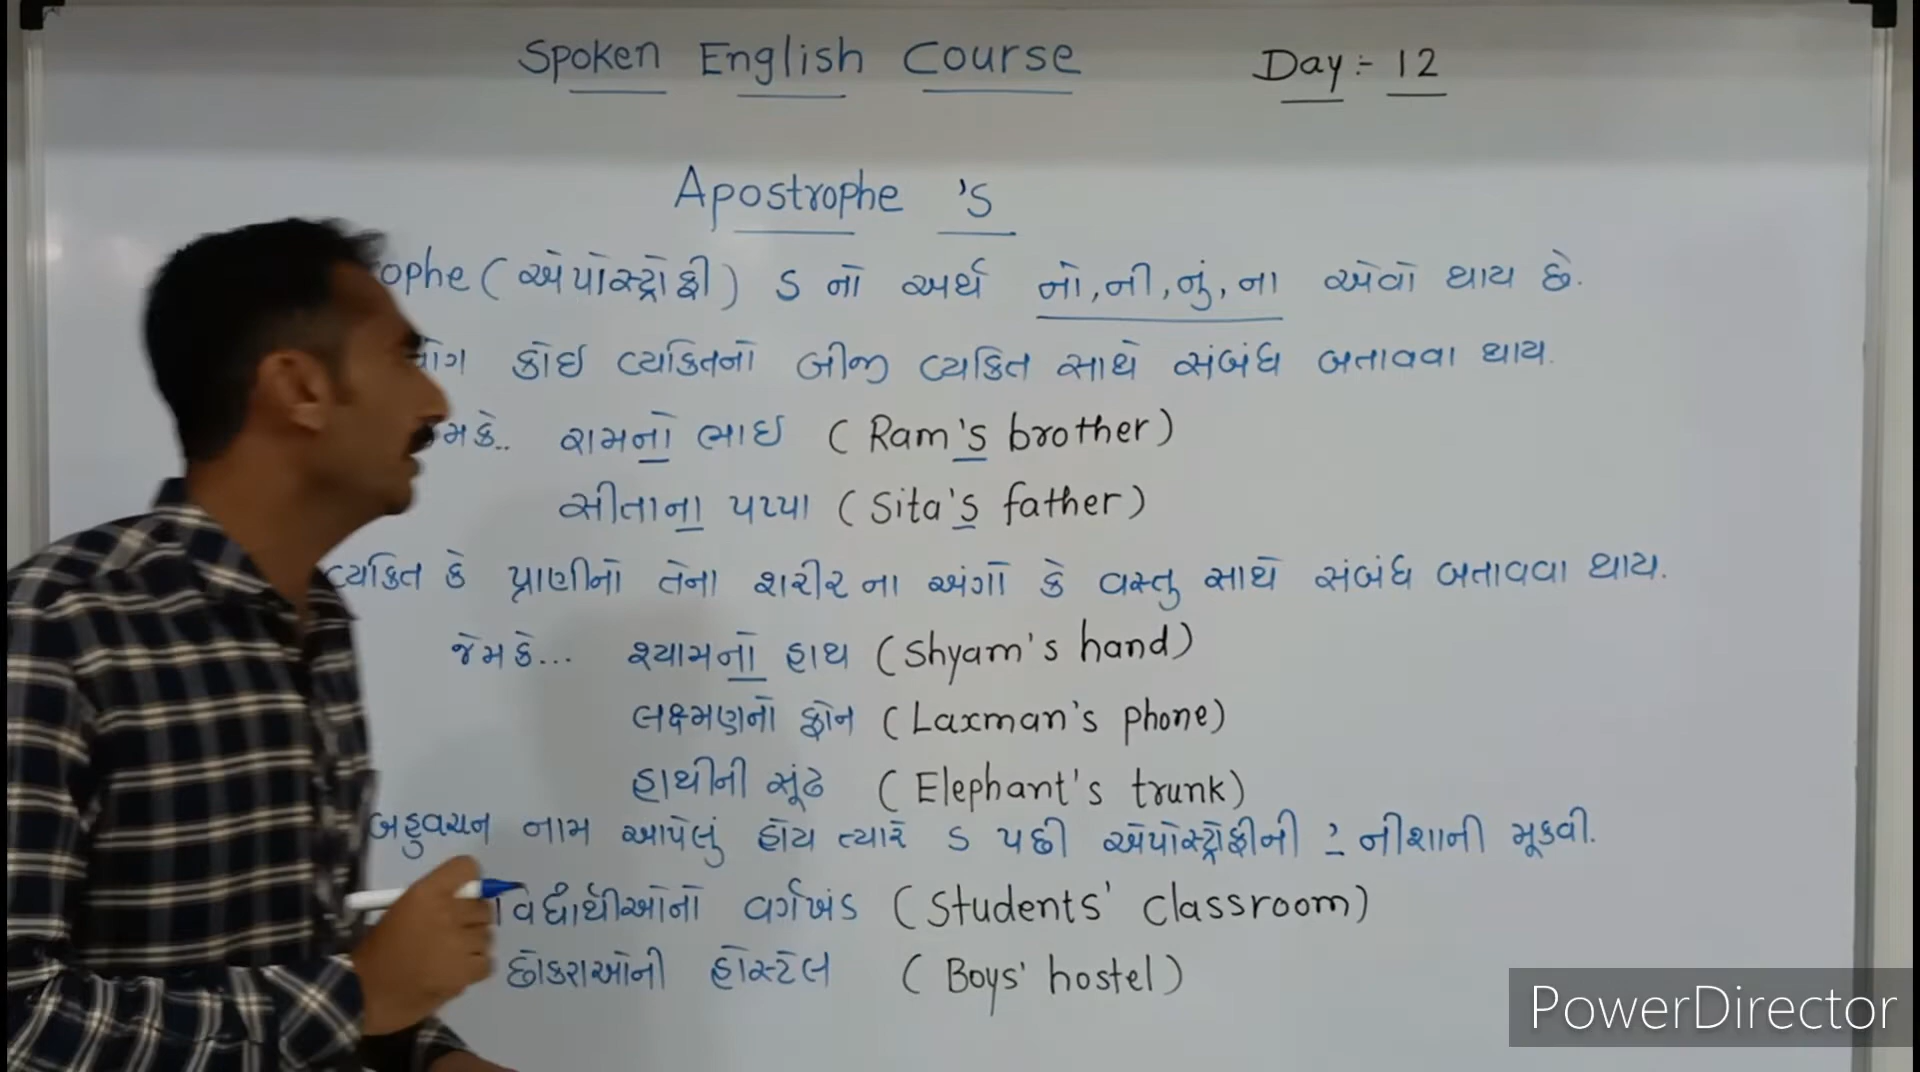 Spoken English Course Day :- 12
Apostrophe 's
ophe (એપોસ્ટ્રોફી) s નો અર્થ નો, ની, નું, ના એવો થાય છે.
કોઈ વ્યક્તિનો બીજી વ્યક્તિ સાથે સંબંધ બતાવવા થાય.
મકે.. રામનો ભાઈ (Ram's brother)
સીતાના પપ્પા (Sita's father)
વ્યક્તિ કે પ્રાણીનો તેના શરીરના અંગો કે વસ્તુ સાથે સંબંધ બતાવવા થાય.
જેમકે... શ્યામનો હાથ (Shyam's hand)
લક્ષ્મણનો ફોન (Laxman's phone)
હાથીની સૂંઢ (Elephant's trunk)
બહુવચન નામ આપેલું હોય ત્યારે s પછી એપોસ્ટ્રોફીની ' નીશાની મૂકવી.
વિદ્યાર્થીઓનો વર્ગખંડ (Students' classroom)
છોકરાઓની હોસ્ટેલ (Boys' hostel)
PowerDirector